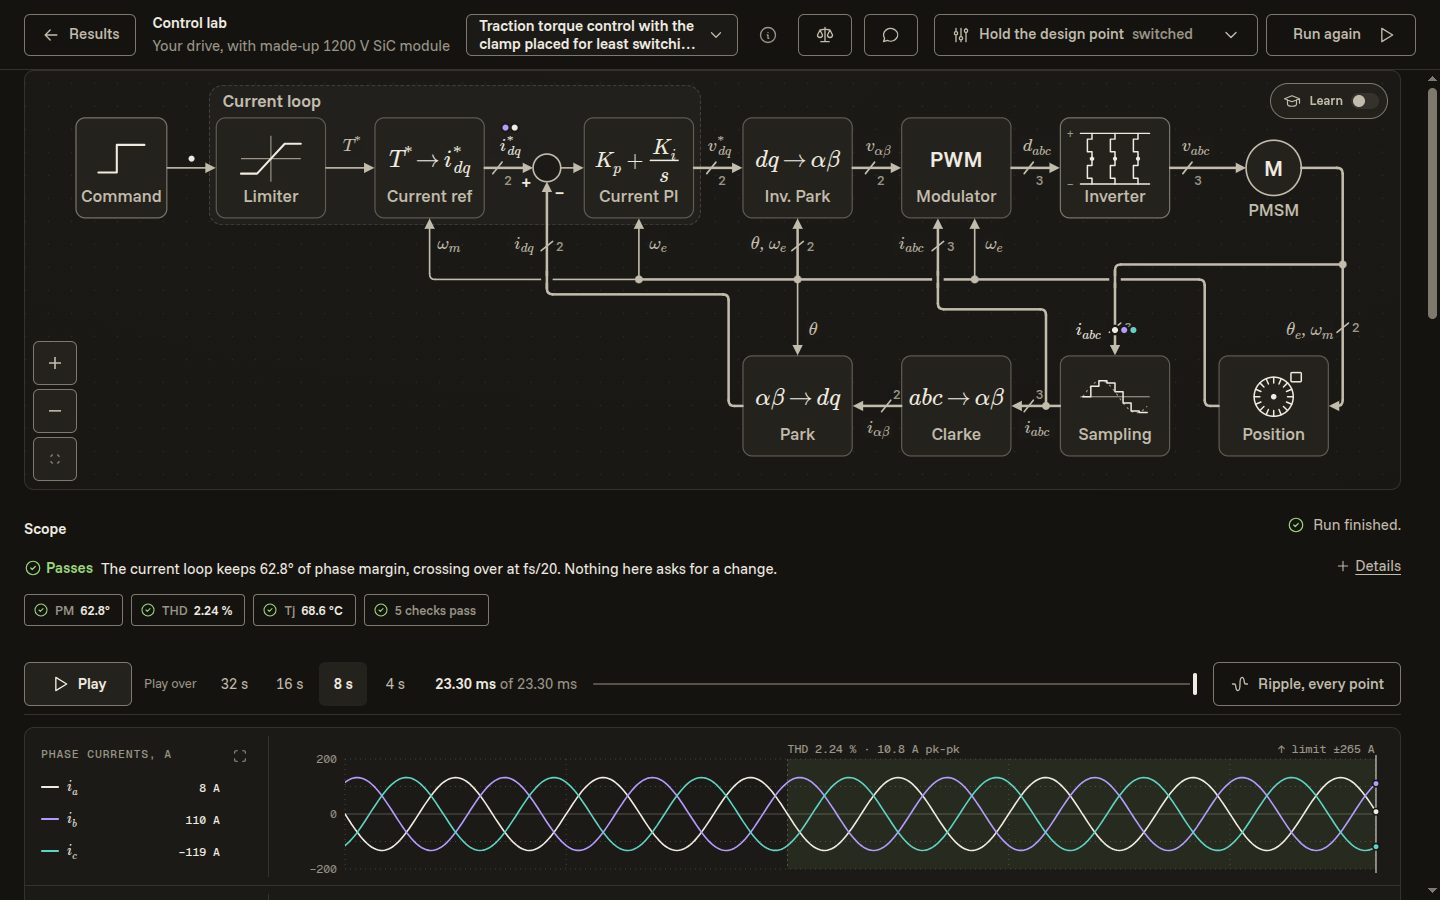 Results
Control lab
Your drive, with made-up 1200 V SiC module
Traction torque control with the
clamp placed for least switchi...
Hold the design point switched
Run again
Current loop
Learn
Command
Limiter
T*
T* → i*dq
Current ref
i*dq
2
+
−
Kp + Ki/s
Current PI
v*dq
2
dq → αβ
Inv. Park
vαβ
2
PWM
Modulator
dabc
3
+
−
Inverter
vabc
3
M
PMSM
ωm
idq
2
ωe
θ, ωe
2
iabc
3
ωe
θ
iabc
θe, ωm
2
αβ → dq
Park
2
iαβ
abc → αβ
Clarke
3
iabc
Sampling
Position
Scope
Run finished.
Passes The current loop keeps 62.8° of phase margin, crossing over at fs/20. Nothing here asks for a change.
Details
PM 62.8°
THD 2.24 %
Tj 68.6 °C
5 checks pass
Play
Play over
32 s
16 s
8 s
4 s
23.30 ms of 23.30 ms
Ripple, every point
PHASE CURRENTS, A
THD 2.24 % · 10.8 A pk-pk
↑ limit ±265 A
200
0
−200
ia 8 A
ib 110 A
ic −119 A